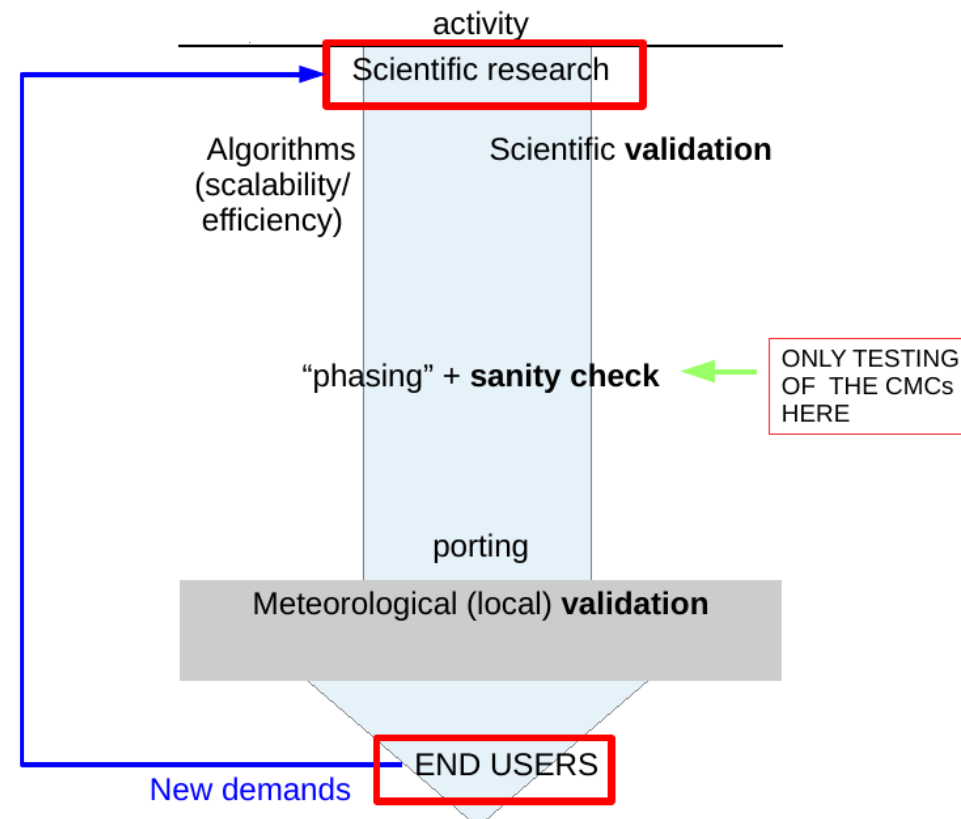 activity
Scientific research
Algorithms
(scalability/
efficiency)
Scientific validation
“phasing” + sanity check
ONLY TESTING
OF THE CMCs
HERE
porting
Meteorological (local) validation
END USERS
New demands